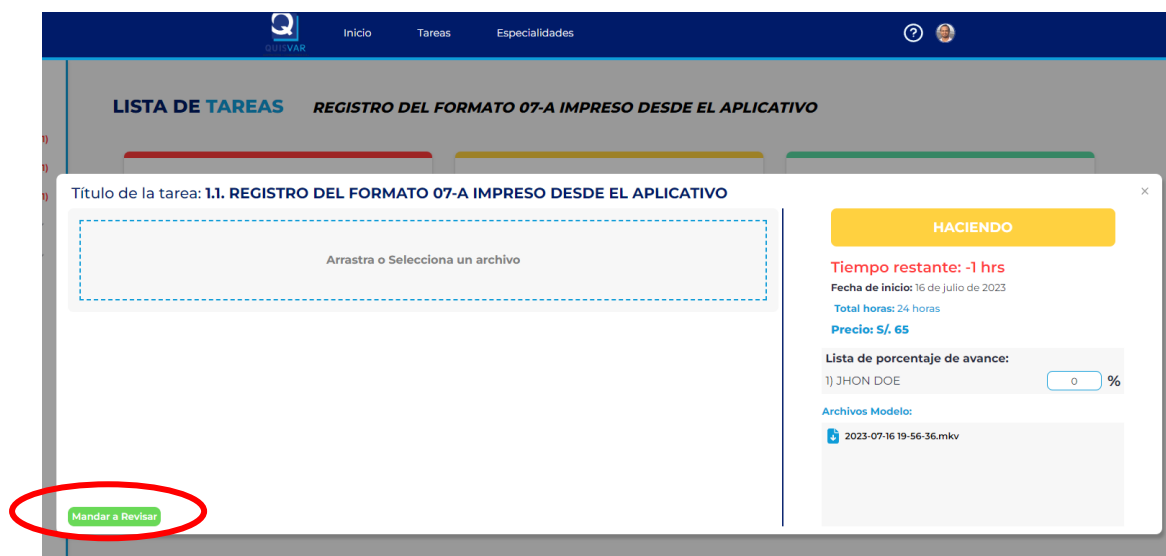 QUISVAR
Inicio Tareas Especialidades
?
LISTA DE TAREAS REGISTRO DEL FORMATO 07-A IMPRESO DESDE EL APLICATIVO
1)
1)
1)
Título de la tarea: 1.1. REGISTRO DEL FORMATO 07-A IMPRESO DESDE EL APLICATIVO
×
Arrastra o Selecciona un archivo
HACIENDO
Tiempo restante: -1 hrs
Fecha de inicio: 16 de julio de 2023
Total horas: 24 horas
Precio: S/. 65
Lista de porcentaje de avance:
1) JHON DOE 0 %
Archivos Modelo:
2023-07-16 19-56-36.mkv
Mandar a Revisar